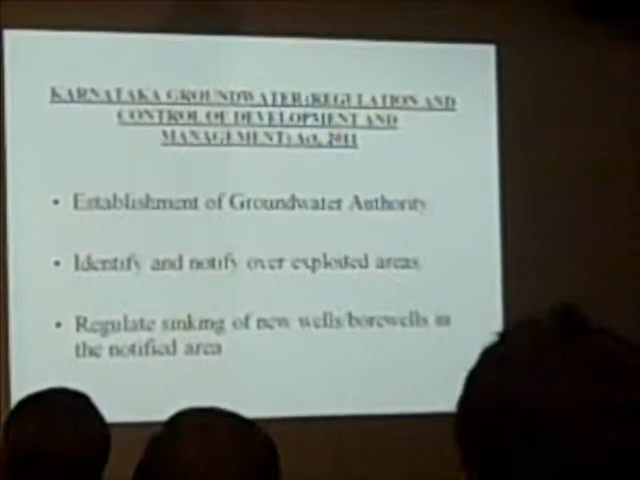 KARNATAKA GROUNDWATER (REGULATION AND
CONTROL OF DEVELOPMENT AND
MANAGEMENT) Act, 2011
• Establishment of Groundwater Authority
• Identify and notify over exploited areas
• Regulate sinking of new wells/borewells in
the notified area